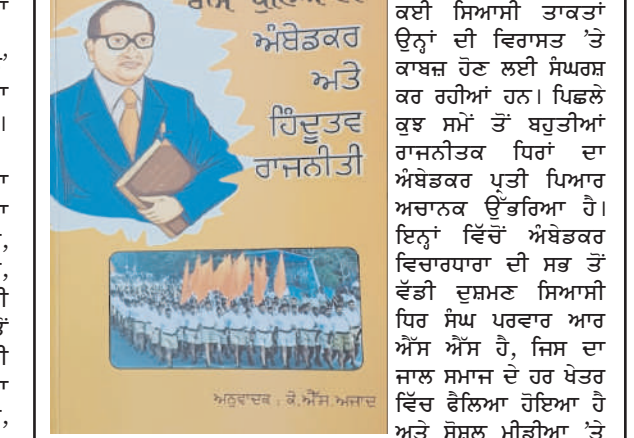 ਅੰਬੇਡਕਰ
ਅਤੇ
ਹਿੰਦੂਤਵ
ਰਾਜਨੀਤੀ
ਅਨੁਵਾਦਕ : ਕੇ.ਐੱਸ.ਅਜ਼ਾਦ
ਕਈ ਸਿਆਸੀ ਤਾਕਤਾਂ
ਉਨ੍ਹਾਂ ਦੀ ਵਿਰਾਸਤ ’ਤੇ
ਕਾਬਜ਼ ਹੋਣ ਲਈ ਸੰਘਰਸ਼
ਕਰ ਰਹੀਆਂ ਹਨ। ਪਿਛਲੇ
ਕੁਝ ਸਮੇਂ ਤੋਂ ਬਹੁਤੀਆਂ
ਰਾਜਨੀਤਕ ਧਿਰਾਂ ਦਾ
ਅੰਬੇਡਕਰ ਪ੍ਰਤੀ ਪਿਆਰ
ਅਚਾਨਕ ਉੱਭਰਿਆ ਹੈ।
ਇਨ੍ਹਾਂ ਵਿੱਚੋਂ ਅੰਬੇਡਕਰ
ਵਿਚਾਰਧਾਰਾ ਦੀ ਸਭ ਤੋਂ
ਵੱਡੀ ਦੁਸ਼ਮਣ ਸਿਆਸੀ
ਧਿਰ ਸੰਘ ਪਰਵਾਰ ਆਰ
ਐੱਸ ਐੱਸ ਹੈ, ਜਿਸ ਦਾ
ਜਾਲ ਸਮਾਜ ਦੇ ਹਰ ਖੇਤਰ
ਵਿੱਚ ਫੈਲਿਆ ਹੋਇਆ ਹੈ
ਅਤੇ ਸੋਸ਼ਲ ਮੀਡੀਆ ’ਤੇ